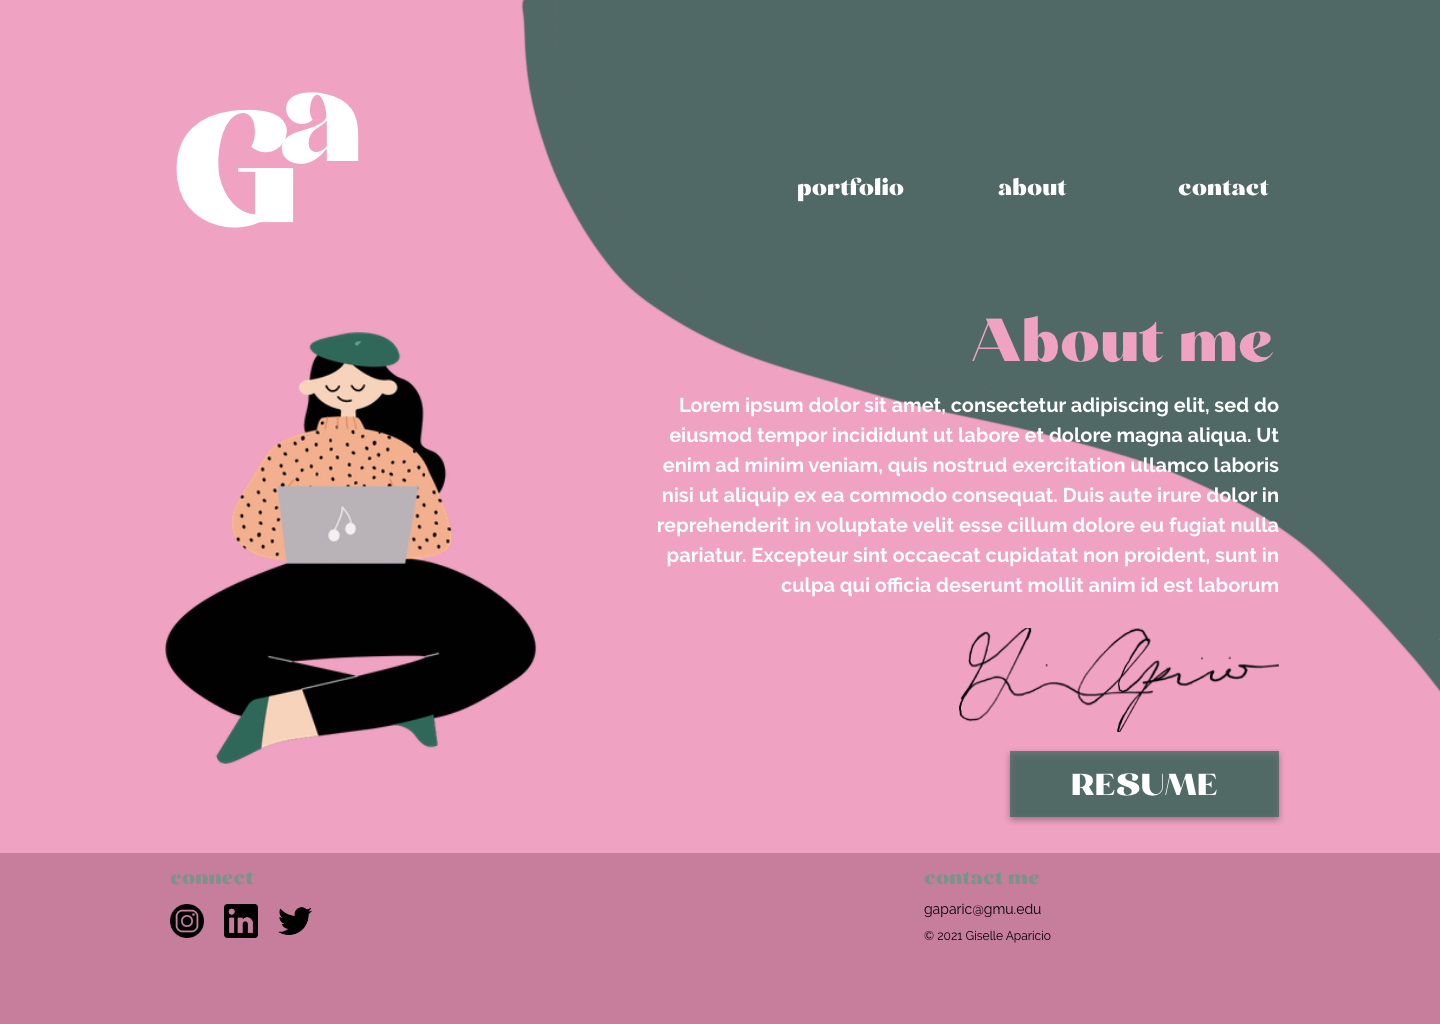 Ga
portfolio about contact
About me
Lorem ipsum dolor sit amet, consectetur adipiscing elit, sed do
eiusmod tempor incididunt ut labore et dolore magna aliqua. Ut
enim ad minim veniam, quis nostrud exercitation ullamco laboris
nisi ut aliquip ex ea commodo consequat. Duis aute irure dolor in
reprehenderit in voluptate velit esse cillum dolore eu fugiat nulla
pariatur. Excepteur sint occaecat cupidatat non proident, sunt in
culpa qui officia deserunt mollit anim id est laborum
RESUME
connect
in
contact me
gaparic@gmu.edu
© 2021 Giselle Aparicio